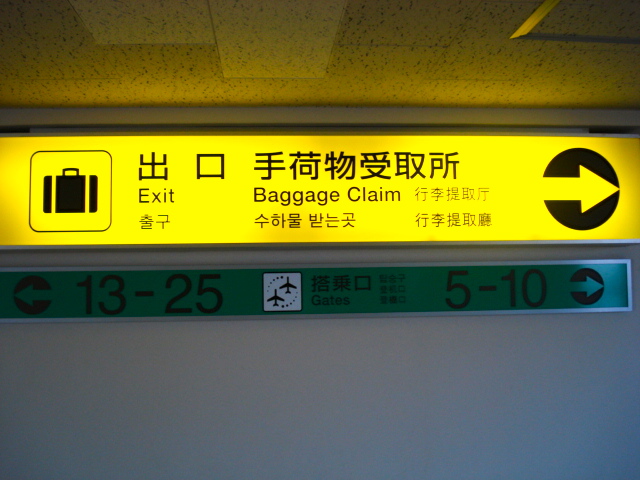 出口 手荷物受取所
Exit Baggage Claim 行李提取厅
출구 수하물 받는곳 行李提取廳
13-25 搭乗口 5-10
Gates